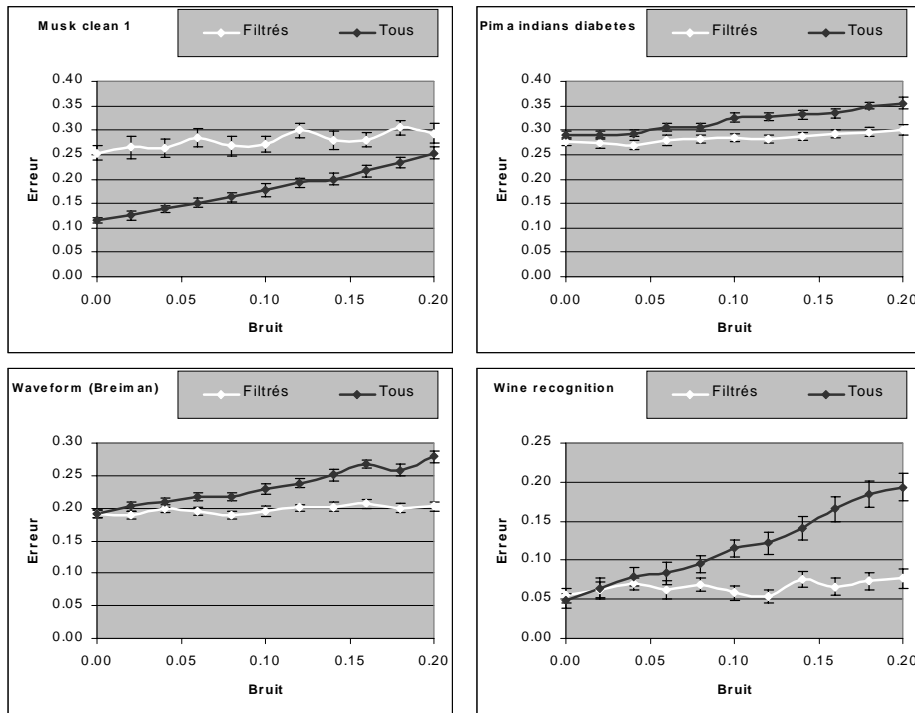 Musk clean 1
Filtrés Tous
0.40
0.35
0.30
0.25
0.20
0.15
0.10
0.05
0.00
Erreur
0.00 0.05 0.10 0.15 0.20
Bruit
Pima indians diabetes
Filtrés Tous
0.40
0.35
0.30
0.25
0.20
0.15
0.10
0.05
0.00
Erreur
0.00 0.05 0.10 0.15 0.20
Bruit
Waveform (Breiman)
Filtrés Tous
0.30
0.25
0.20
0.15
0.10
0.05
0.00
Erreur
0.00 0.05 0.10 0.15 0.20
Bruit
Wine recognition
Filtrés Tous
0.25
0.20
0.15
0.10
0.05
0.00
Erreur
0.00 0.05 0.10 0.15 0.20
Bruit